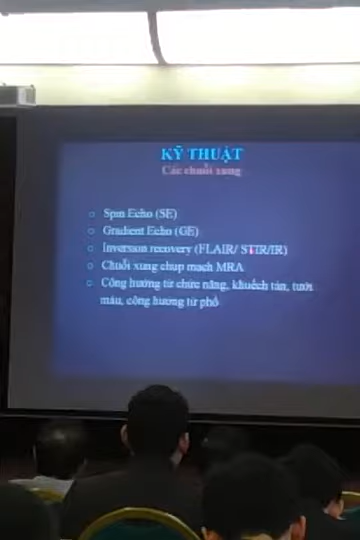 KỸ THUẬT
Các chuỗi xung
Spin Echo (SE)
Gradient Echo (GE)
Inversion recovery (FLAIR/ STIR/IR)
Chuỗi xung chụp mạch MRA
Cộng hưởng từ chức năng, khuếch tán, tưới
máu, cộng hưởng từ phổ